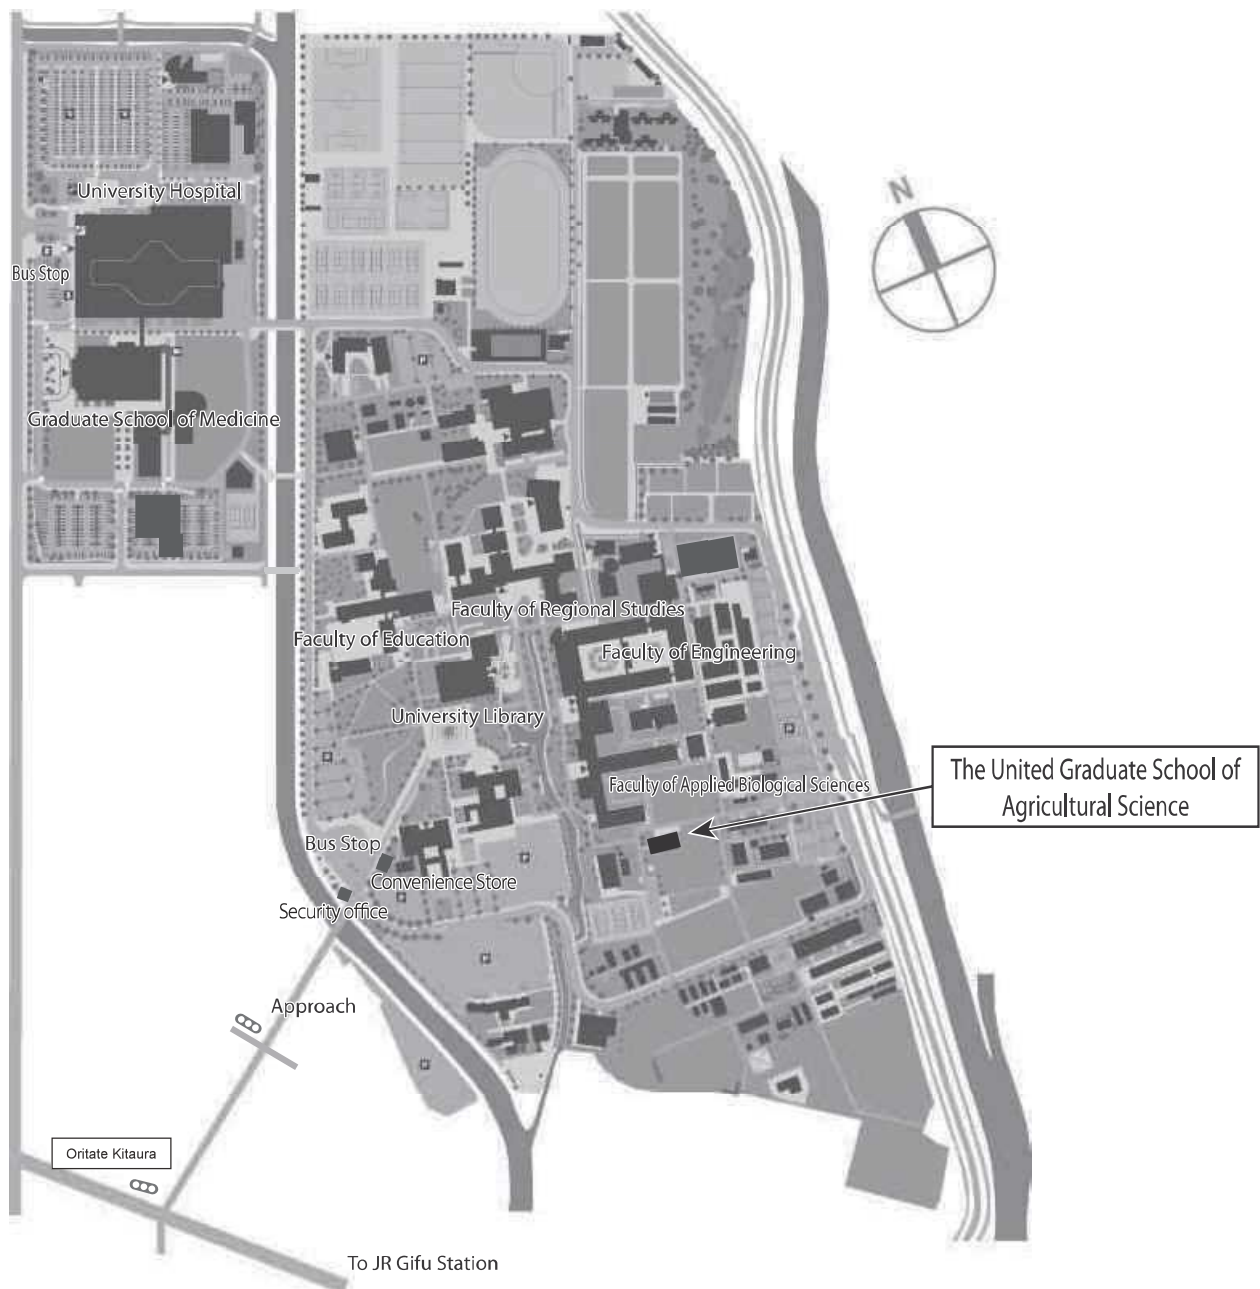 N
University Hospital
Bus Stop
Graduate School of Medicine
Faculty of Regional Studies
Faculty of Education
Faculty of Engineering
University Library
The United Graduate School of
Agricultural Science
Faculty of Applied Biological Sciences
Bus Stop
Convenience Store
Security office
Approach
Oritate Kitaura
To JR Gifu Station
P
P
P
P
P
P
P
P
P
P
P